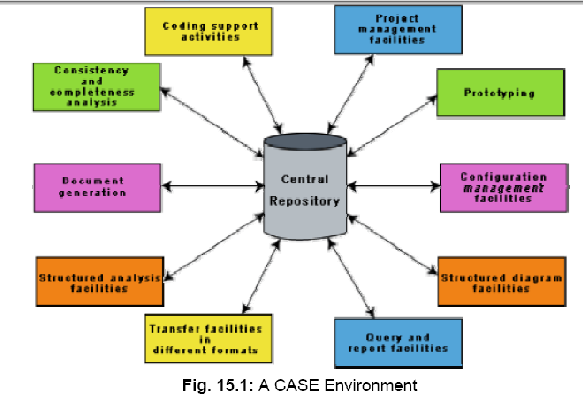 Coding support
activities
Project
management
facilities
Consistency
and
completeness
analysis
Prototyping
Document
generation
Central
Repository
Configuration
management
facilities
Structured analysis
facilities
Structured diagram
facilities
Transfer facilities
in
different formats
Query and
report facilities
Fig. 15.1: A CASE Environment